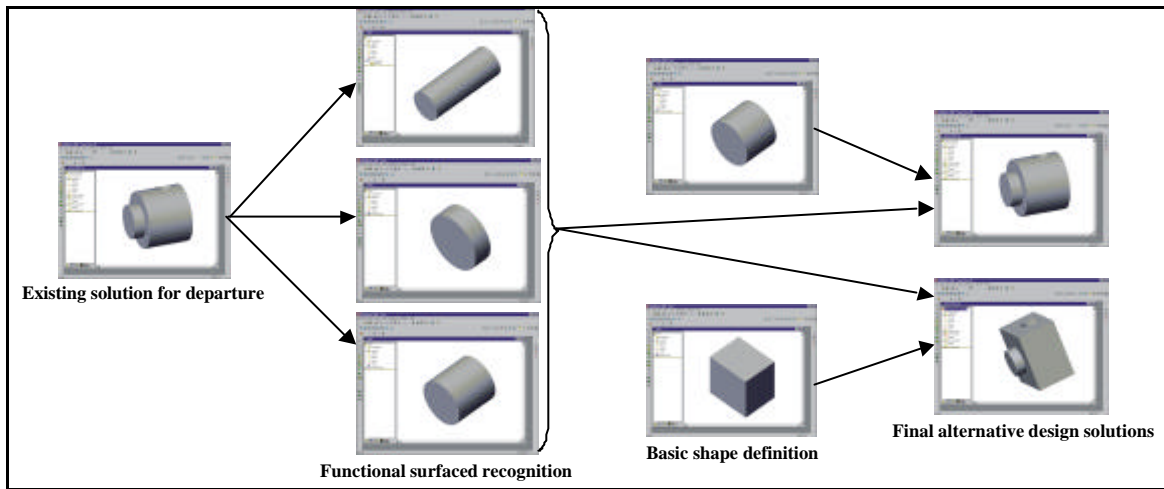 Existing solution for departure
Functional surfaced recognition
Basic shape definition
Final alternative design solutions